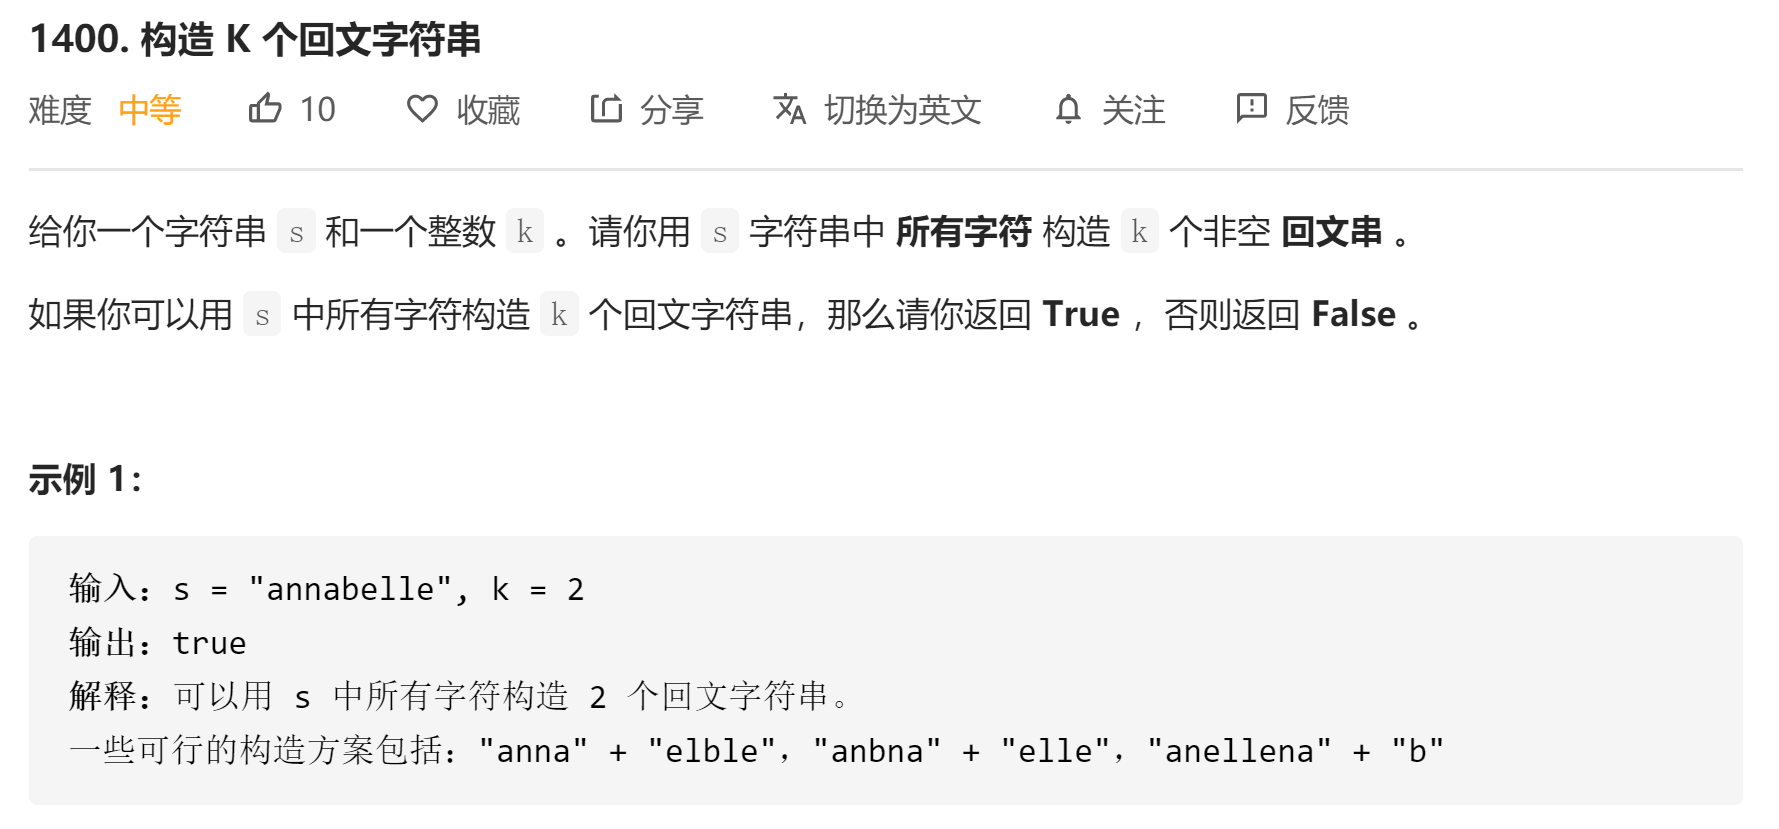 1400. 构造 K 个回文字符串
难度 中等 10 收藏 分享 切换为英文 关注 反馈
给你一个字符串 s 和一个整数 k 。请你用 s 字符串中 所有字符 构造 k 个非空 回文串 。
如果你可以用 s 中所有字符构造 k 个回文字符串，那么请你返回 True ，否则返回 False 。
示例 1：
输入：s = "annabelle", k = 2
输出：true
解释：可以用 s 中所有字符构造 2 个回文字符串。
一些可行的构造方案包括："anna" + "elble"，"anbna" + "elle"，"anellena" + "b"